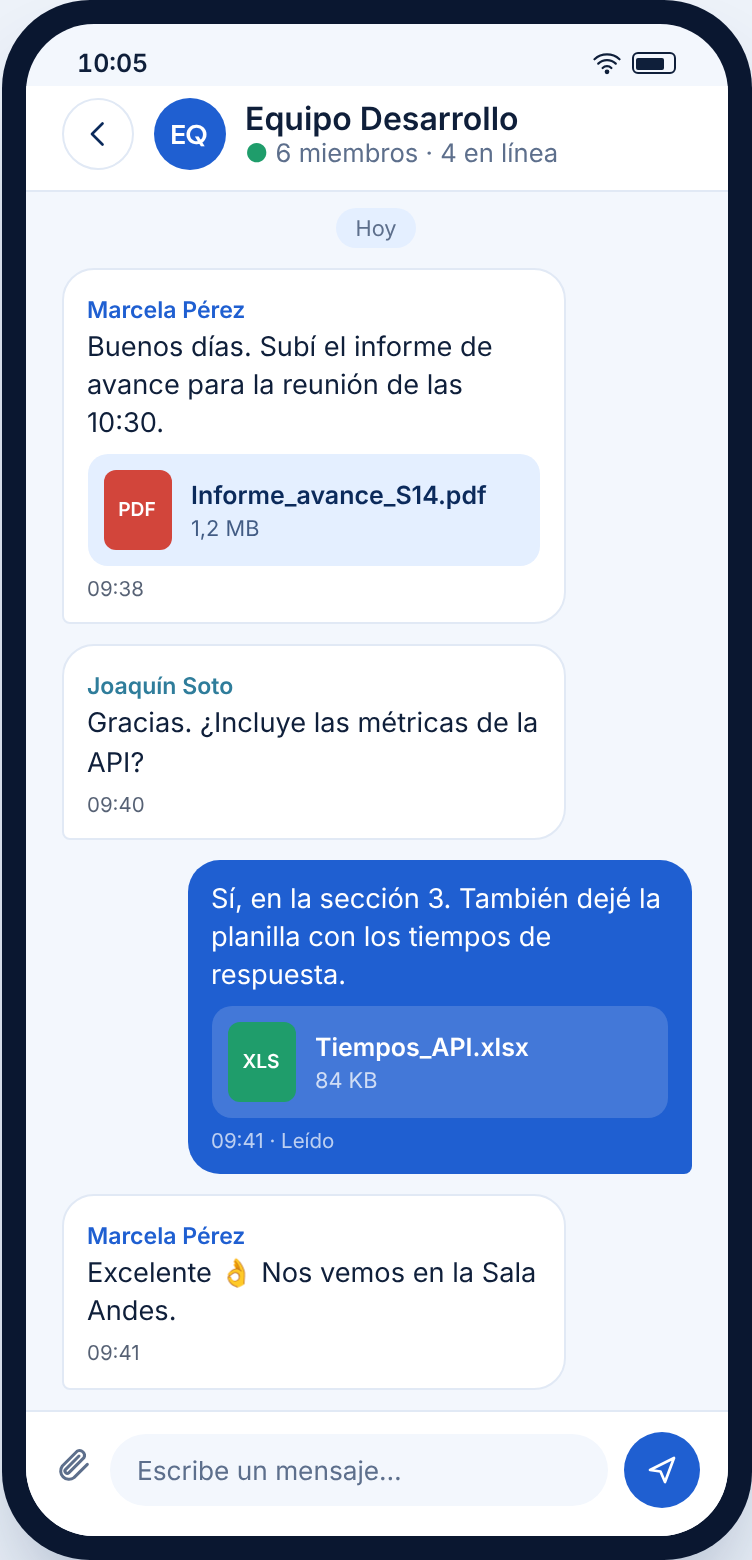 10:05
EQ
Equipo Desarrollo
6 miembros · 4 en línea
Hoy
Marcela Pérez
Buenos días. Subí el informe de
avance para la reunión de las
10:30.
PDF
Informe_avance_S14.pdf
1,2 MB
09:38
Joaquín Soto
Gracias. ¿Incluye las métricas de la
API?
09:40
Sí, en la sección 3. También dejé la
planilla con los tiempos de
respuesta.
XLS
Tiempos_API.xlsx
84 KB
09:41 · Leído
Marcela Pérez
Excelente 👌 Nos vemos en la Sala
Andes.
09:41
Escribe un mensaje...